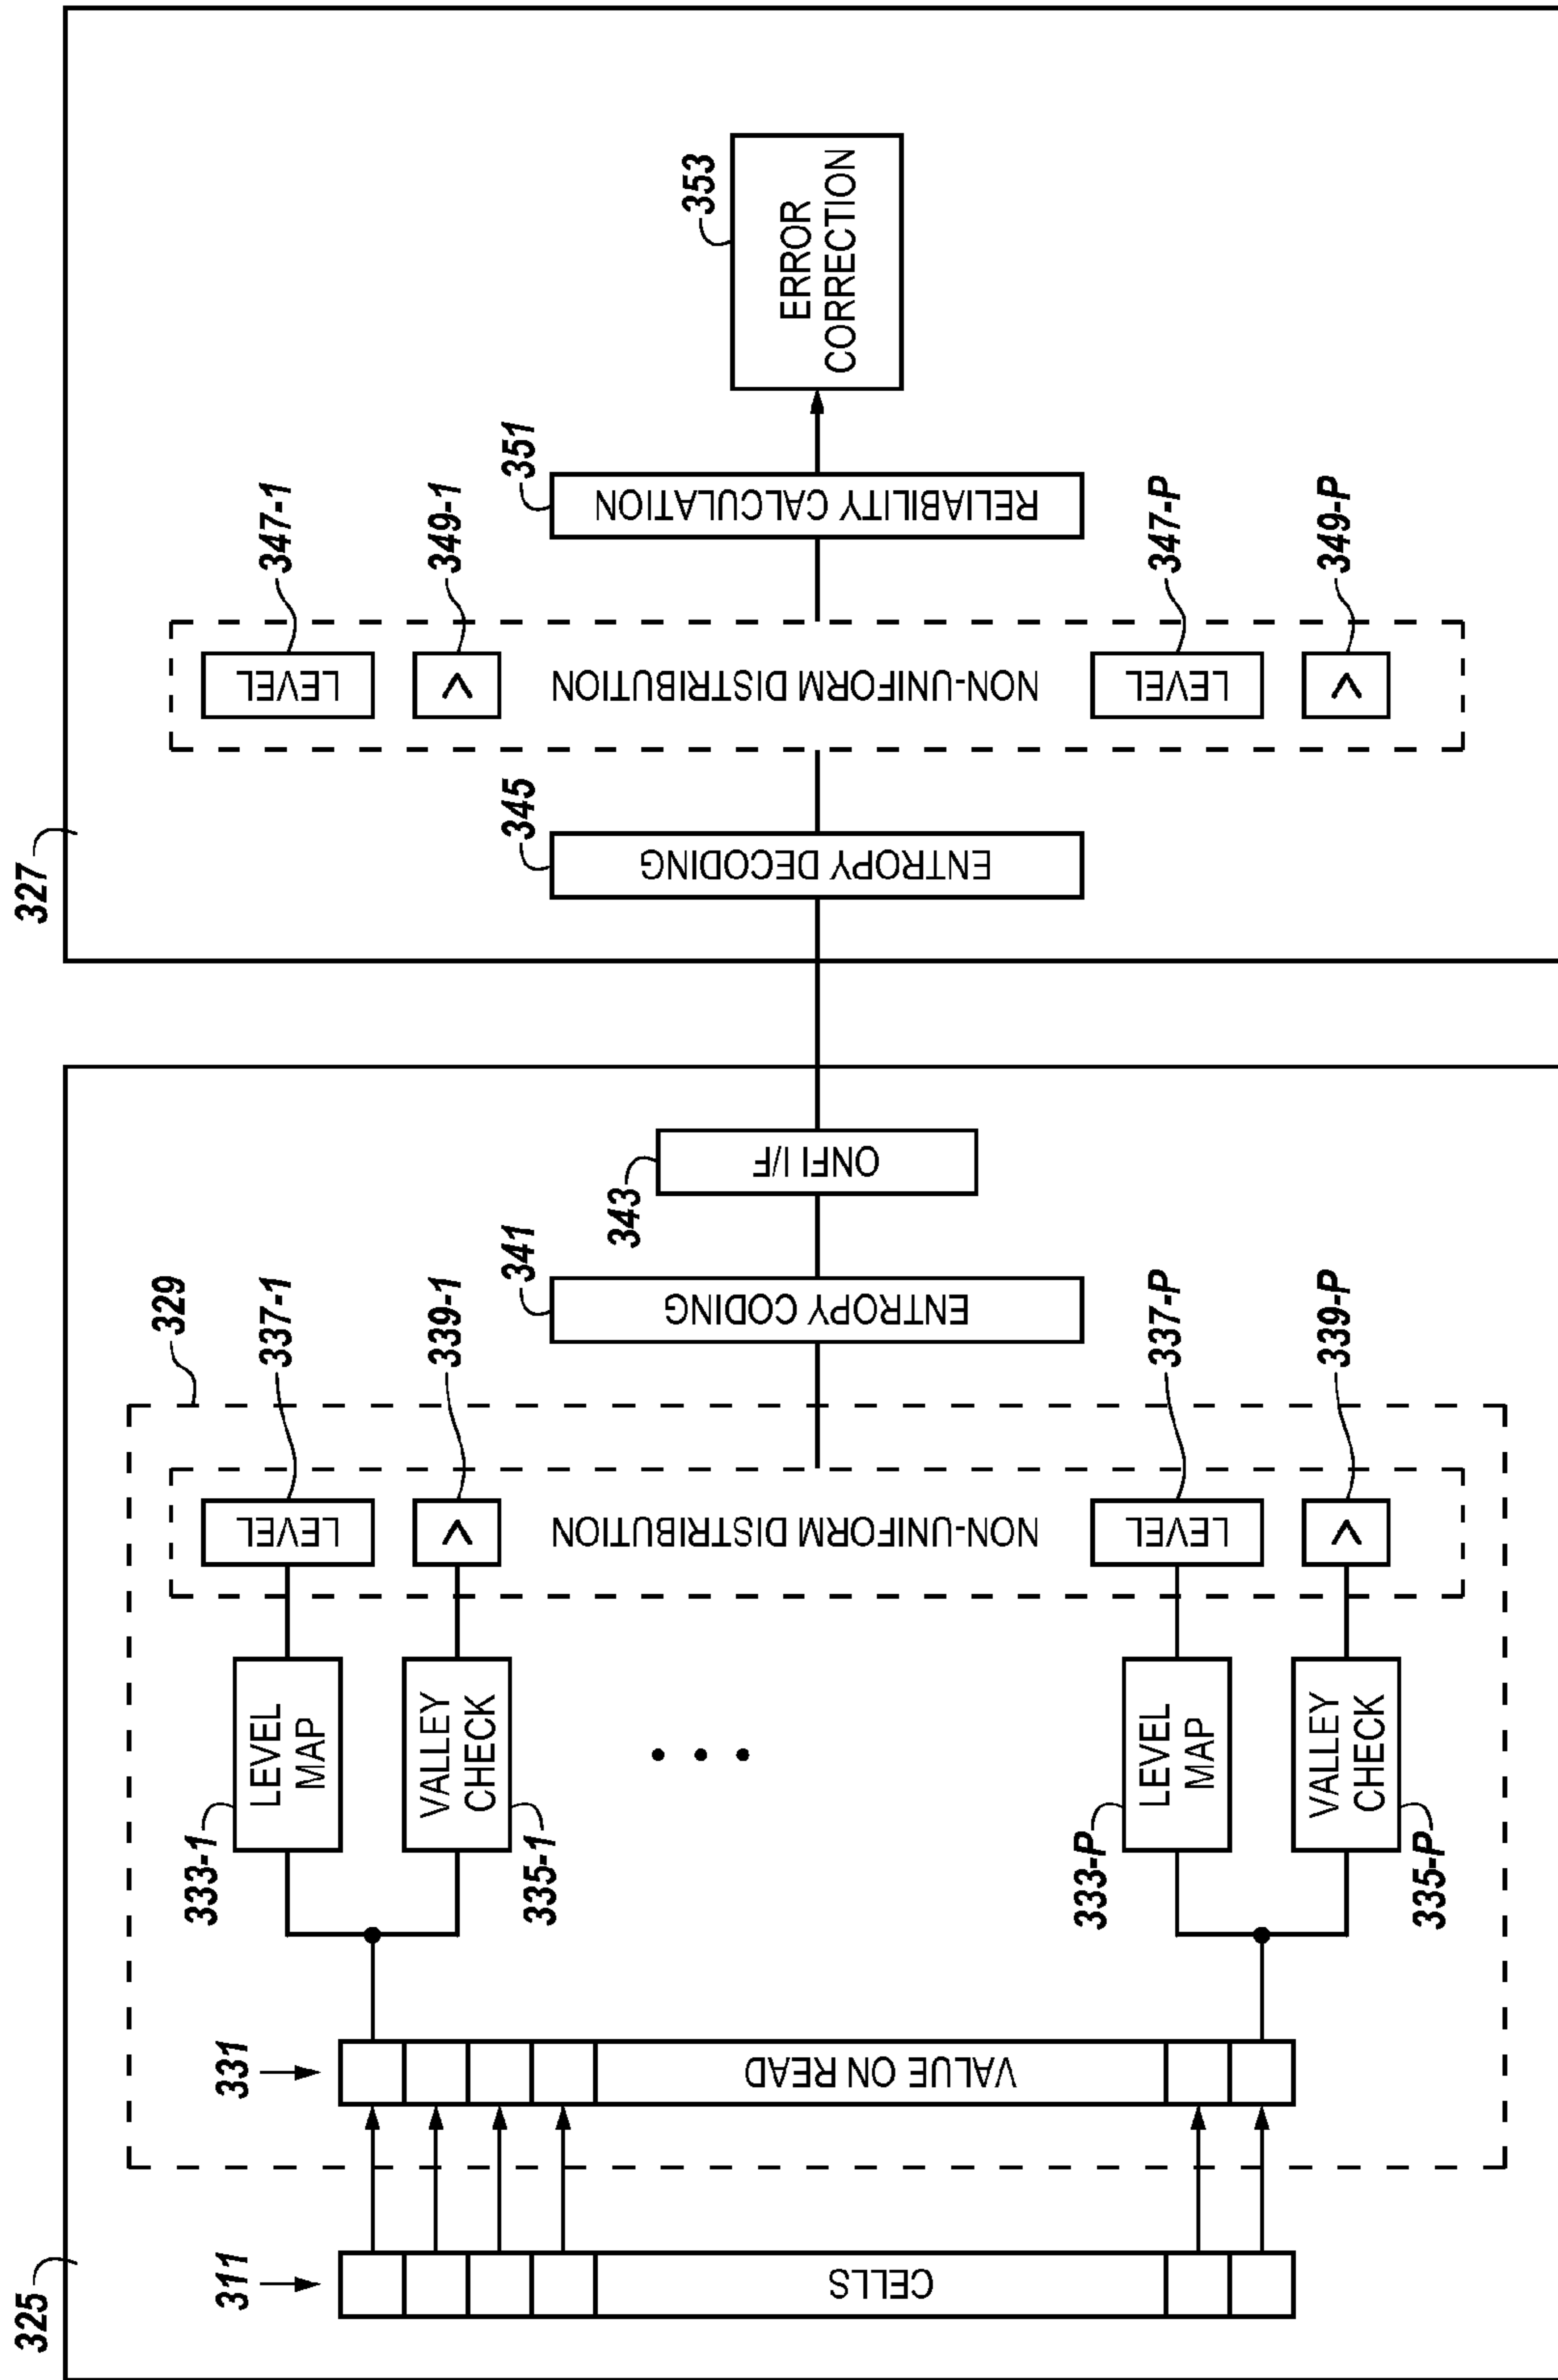 325
311
CELLS
331
VALUE ON READ
329
333-1
LEVEL
MAP
335-1
VALLEY
CHECK
337-1
LEVEL
339-1
V
NON-UNIFORM DISTRIBUTION
333-P
LEVEL
MAP
335-P
VALLEY
CHECK
337-P
LEVEL
339-P
V
341
ENTROPY CODING
343
ONFI I/F
327
345
ENTROPY DECODING
347-1
LEVEL
349-1
V
NON-UNIFORM DISTRIBUTION
347-P
LEVEL
349-P
V
351
RELIABILITY CALCULATION
353
ERROR
CORRECTION